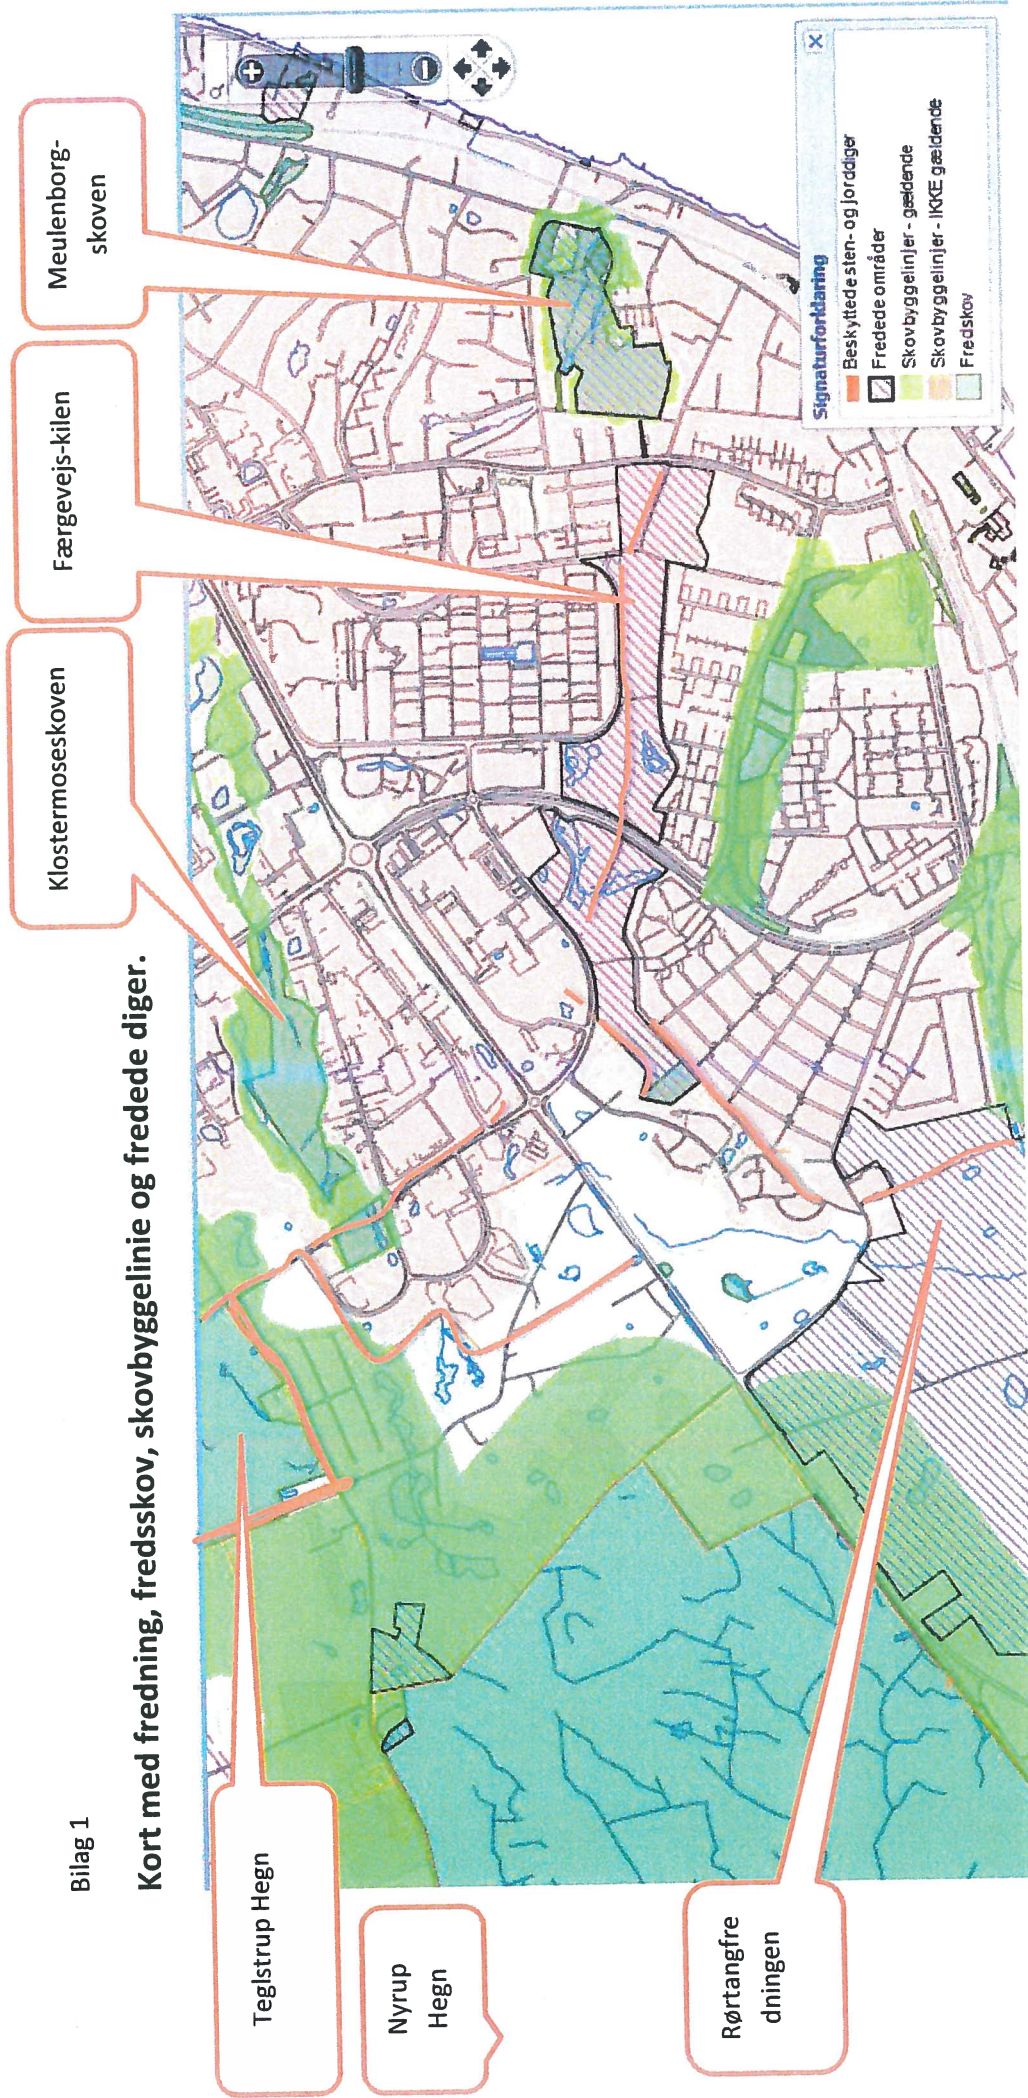 Bilag 1
Kort med fredning, fredsskov, skovbyggelinie og fredede diger.
Teglstrup Hegn
Klostermoseskoven
Færgevejs-kilen
Meulenborg-
skoven
Nyrup
Hegn
Rørtangfre
dningen
Signaturforklaring
Beskyttede sten- og jorddiger
Fredede områder
Skovbyggelinjer - gældende
Skovbyggelinjer - IKKE gældende
Fredskov